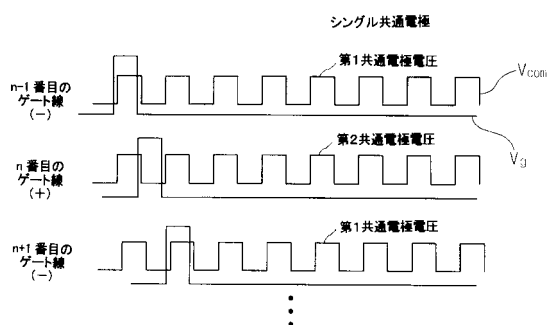 シングル共通電極
第1共通電極電圧
Vcom
n-1 番目の
ゲート線
(−)
Vg
第2共通電極電圧
n 番目の
ゲート線
(+)
第1共通電極電圧
n+1 番目の
ゲート線
(−)